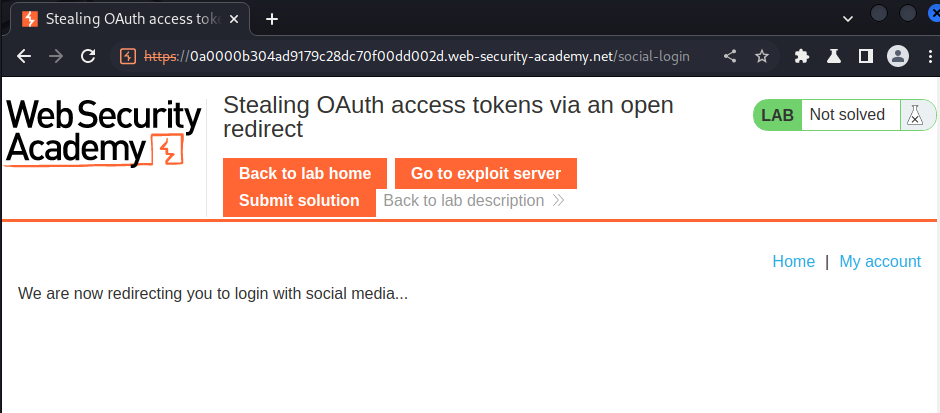 Stealing OAuth access toke
https://0a0000b304ad9179c28dc70f00dd002d.web-security-academy.net/social-login
Web Security
Academy
Stealing OAuth access tokens via an open
redirect
LAB Not solved
Back to lab home Go to exploit server
Submit solution Back to lab description
Home | My account
We are now redirecting you to login with social media...